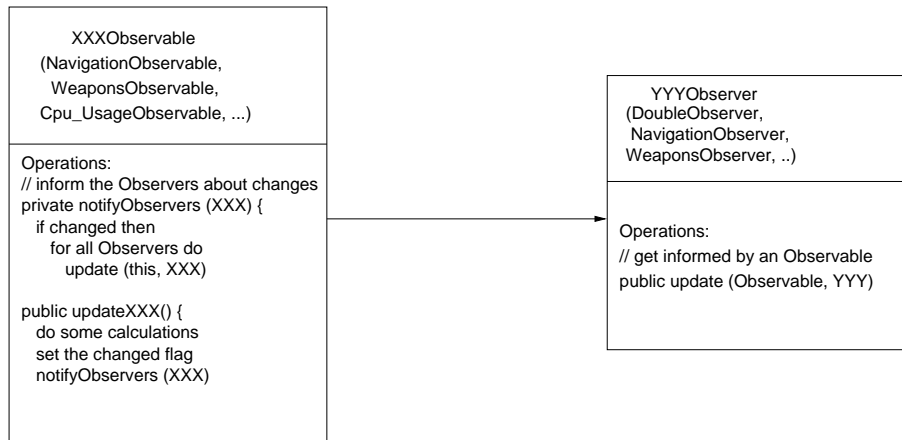 XXXObservable
(NavigationObservable,
WeaponsObservable,
Cpu_UsageObservable, ...)
Operations:
// inform the Observers about changes
private notifyObservers (XXX) {
if changed then
for all Observers do
update (this, XXX)
public updateXXX() {
do some calculations
set the changed flag
notifyObservers (XXX)
YYYObserver
(DoubleObserver,
NavigationObserver,
WeaponsObserver, ..)
Operations:
// get informed by an Observable
public update (Observable, YYY)